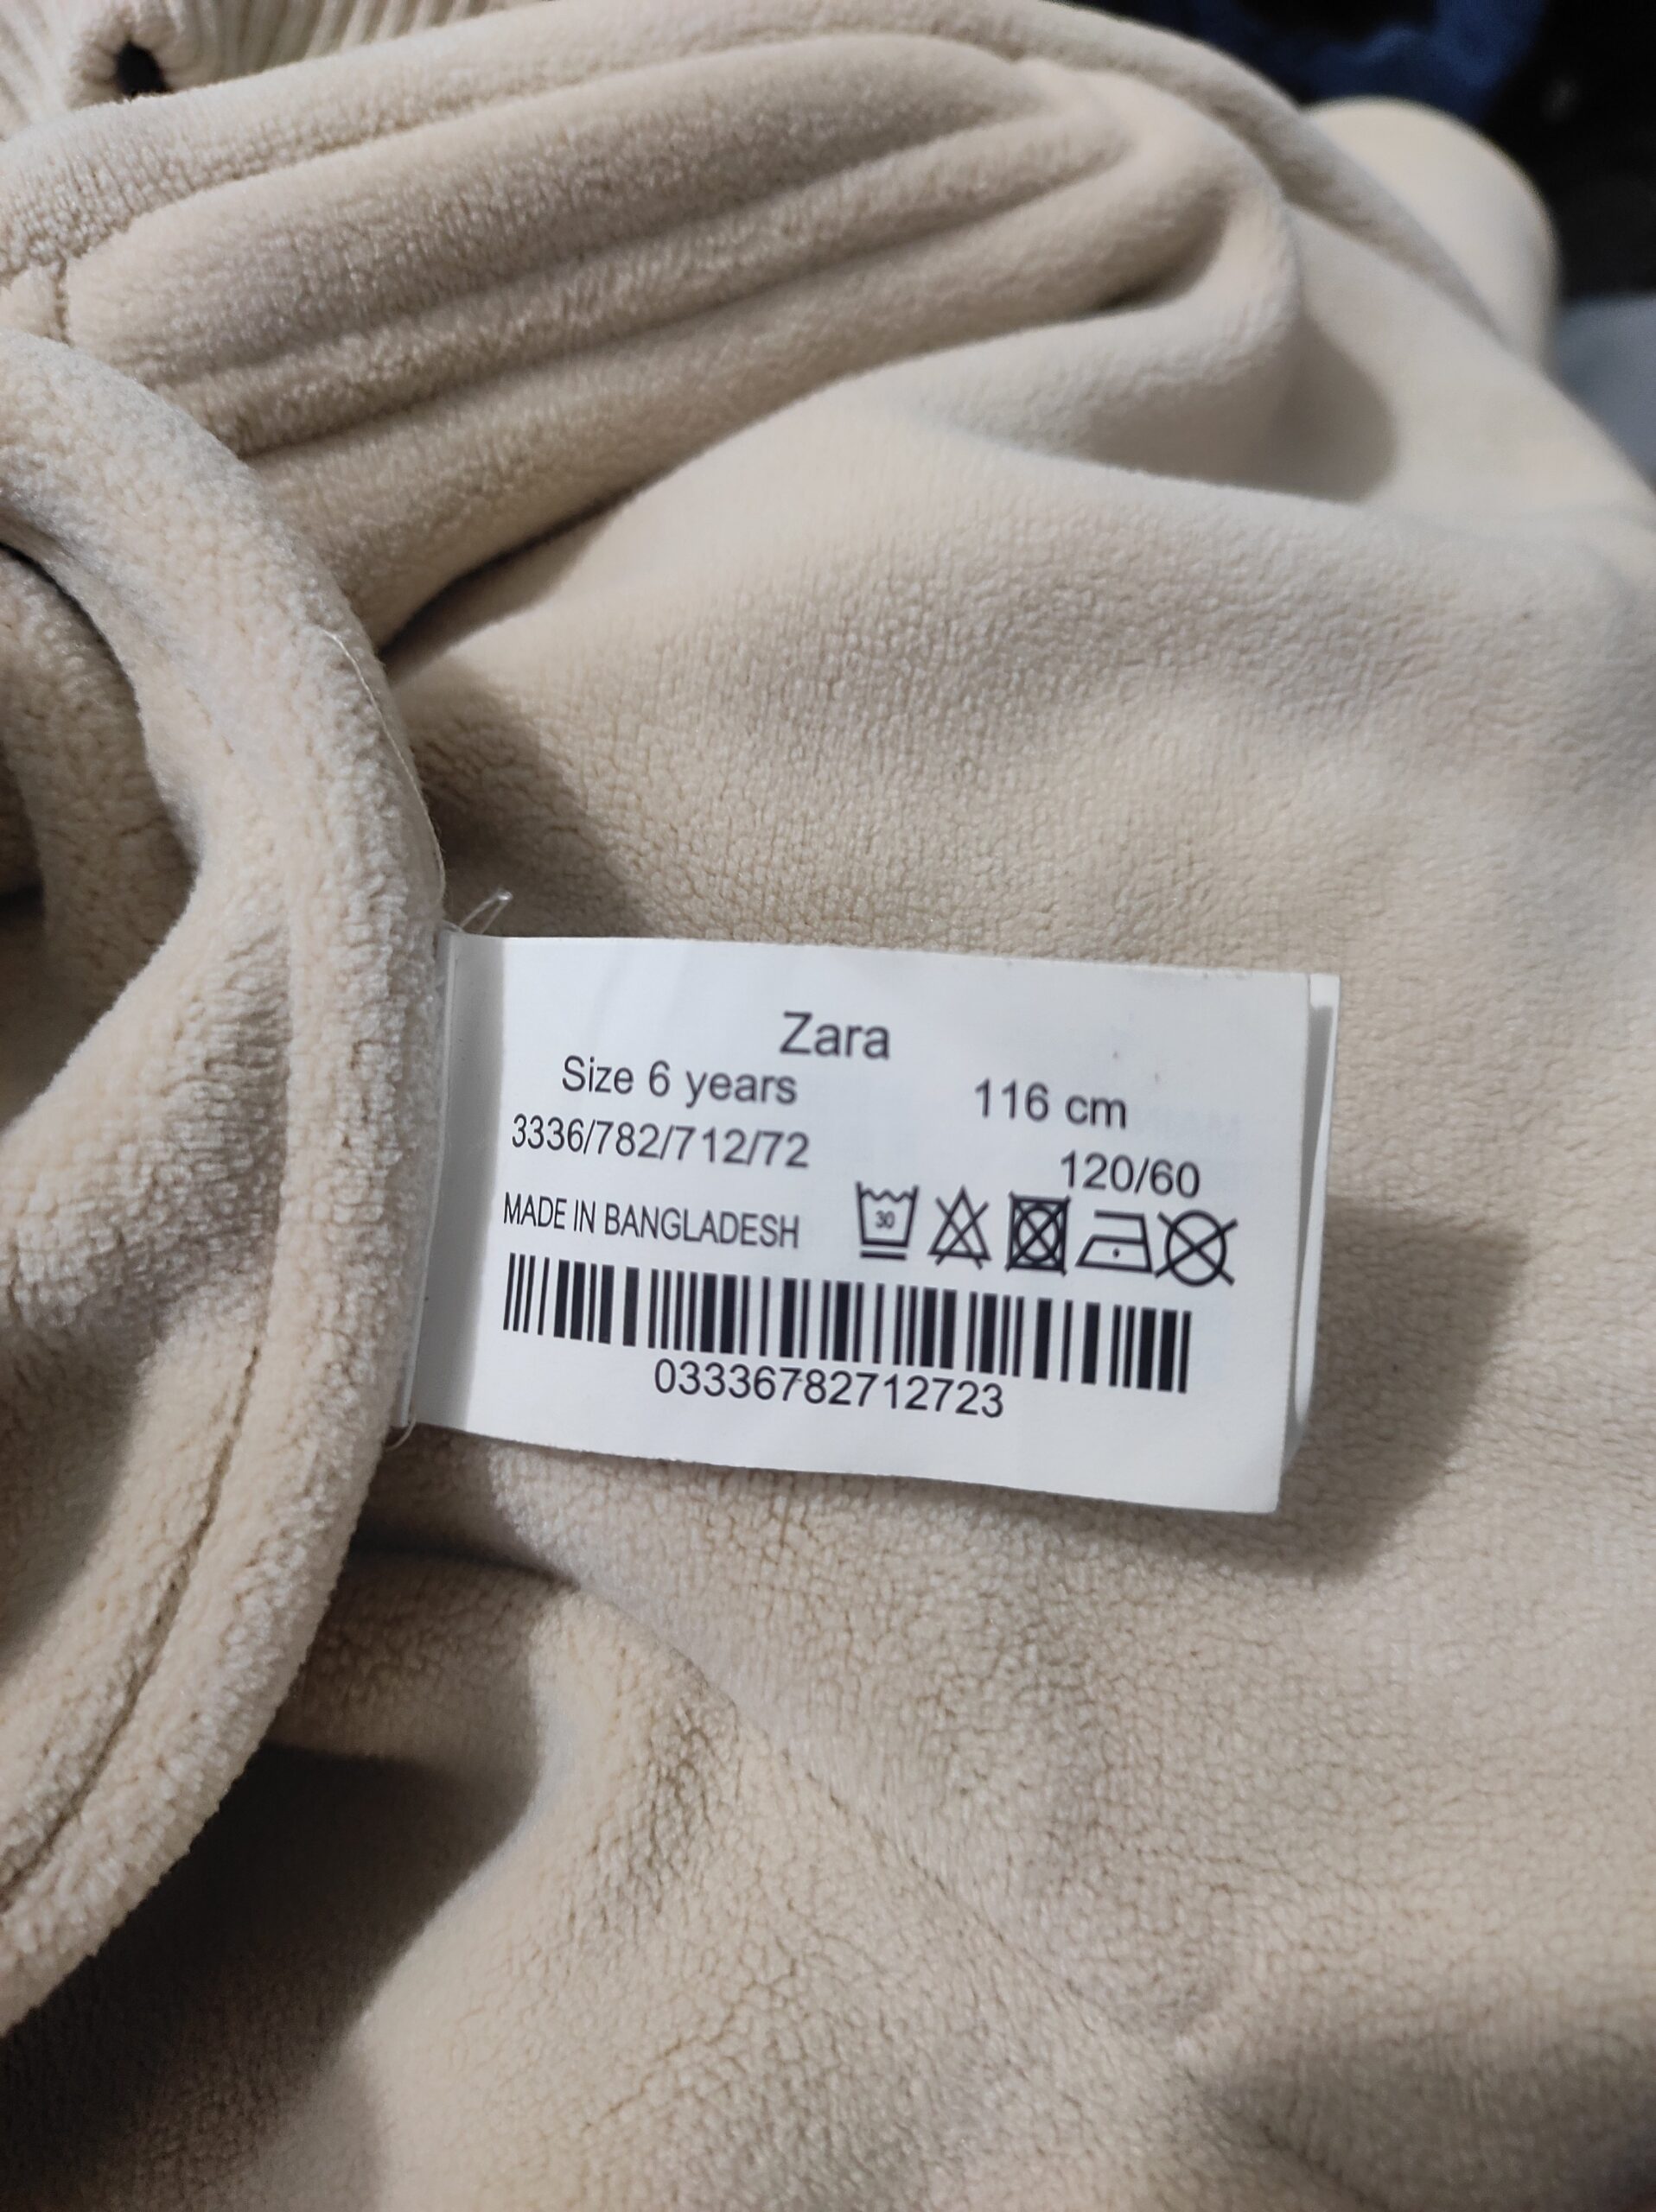 Zara
Size 6 years 116 cm
3336/782/712/72 120/60
MADE IN BANGLADESH 30
03336782712723